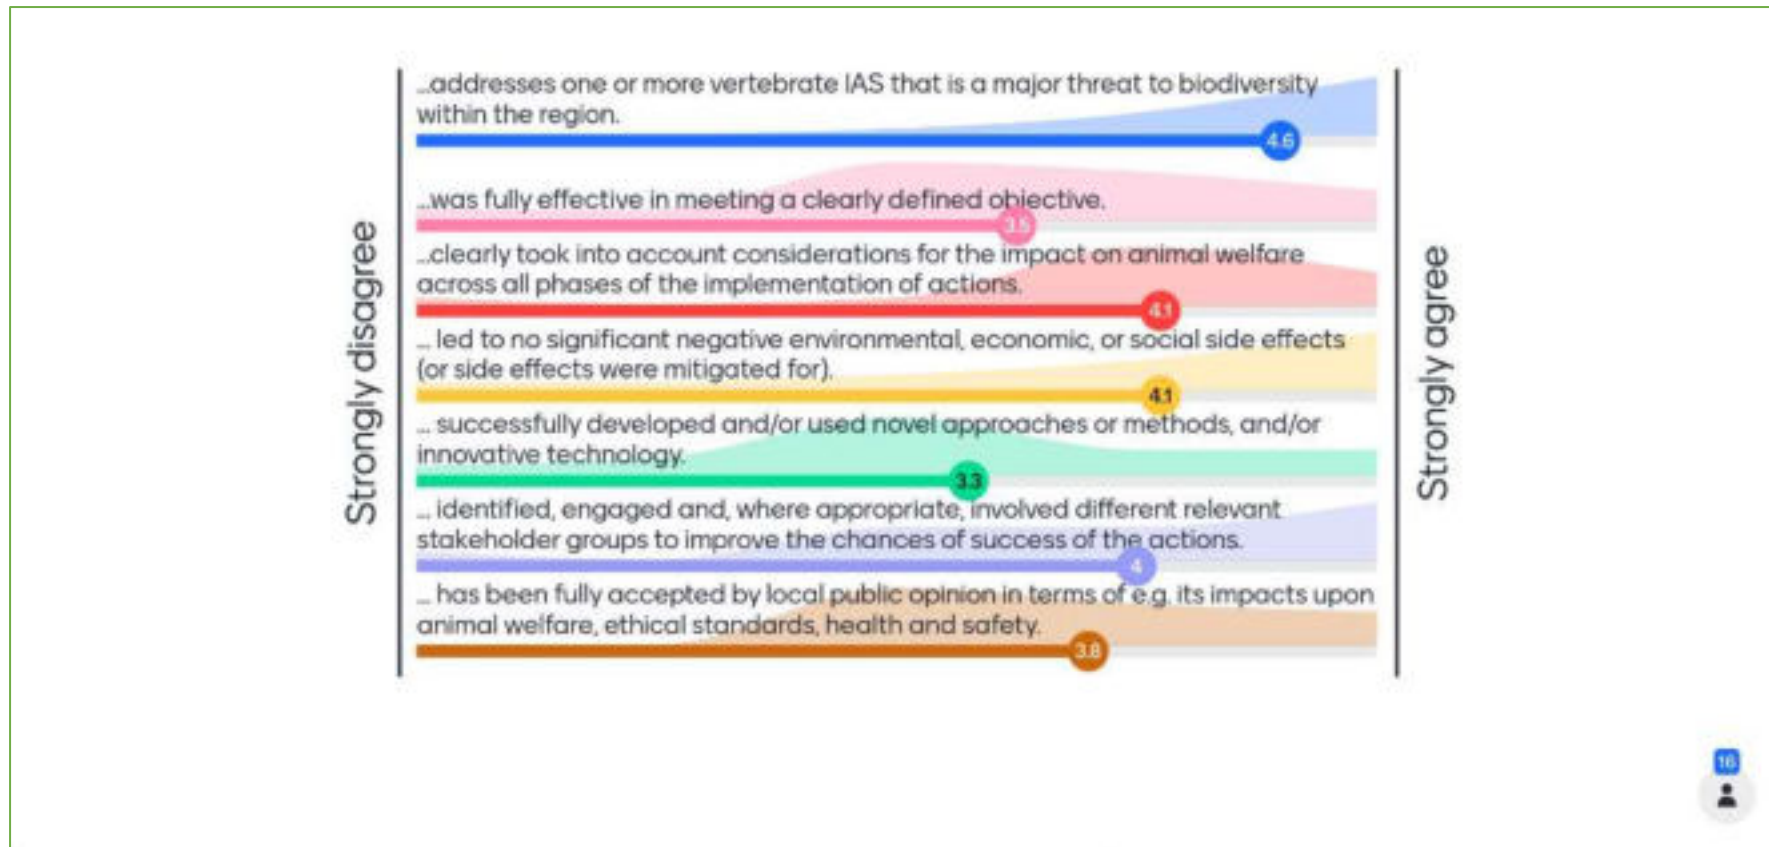 ...addresses one or more vertebrate IAS that is a major threat to biodiversity
within the region.
4.6
...was fully effective in meeting a clearly defined objective.
3.5
...clearly took into account considerations for the impact on animal welfare
across all phases of the implementation of actions.
4.1
... led to no significant negative environmental, economic, or social side effects
(or side effects were mitigated for).
4.1
... successfully developed and/or used novel approaches or methods, and/or
innovative technology.
3.3
... identified, engaged and, where appropriate, involved different relevant
stakeholder groups to improve the chances of success of the actions.
4
... has been fully accepted by local public opinion in terms of e.g. its impacts upon
animal welfare, ethical standards, health and safety.
3.8
Strongly disagree
Strongly agree
16